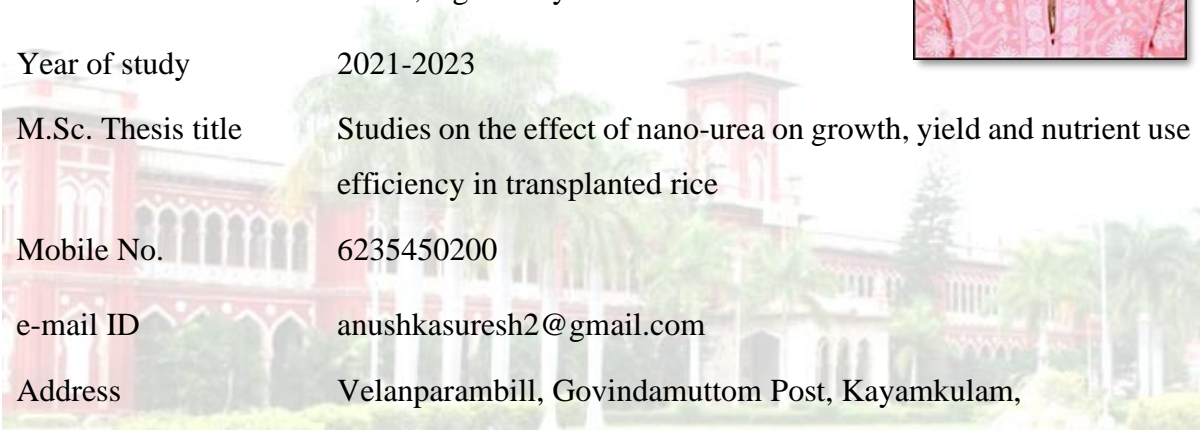 Year of study 2021-2023
M.Sc. Thesis title Studies on the effect of nano-urea on growth, yield and nutrient use
efficiency in transplanted rice
Mobile No. 6235450200
e-mail ID anushkasuresh2@gmail.com
Address Velanparambill, Govindamuttom Post, Kayamkulam,